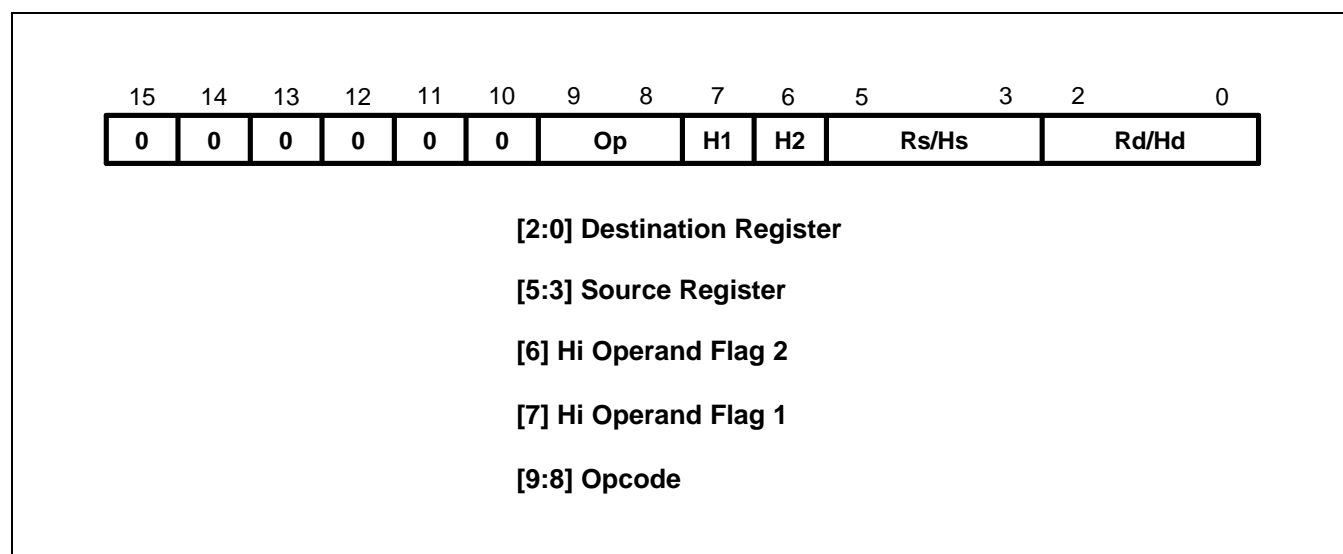 15 14 13 12 11 10 9 8 7 6 5 3 2 0
0 0 0 0 0 0 Op H1 H2 Rs/Hs Rd/Hd
[2:0] Destination Register
[5:3] Source Register
[6] Hi Operand Flag 2
[7] Hi Operand Flag 1
[9:8] Opcode